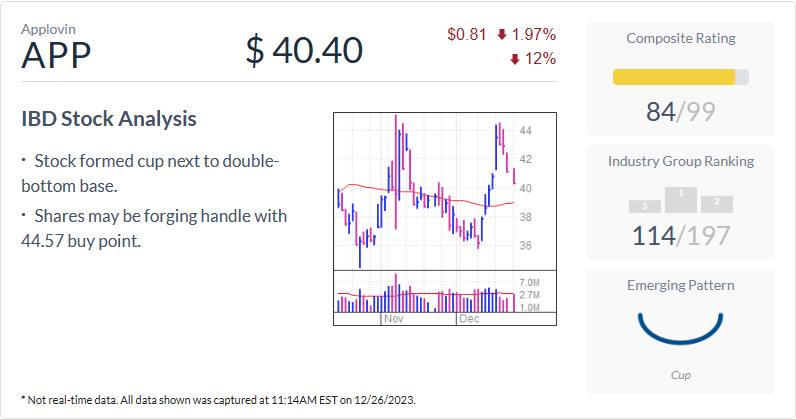 Applovin
APP
$ 40.40
$0.81 1.97%
12%
IBD Stock Analysis
· Stock formed cup next to double-
bottom base.
· Shares may be forging handle with
44.57 buy point.
44
42
40
38
36
7.0M
2.7M
1.0M
Nov
Dec
Composite Rating
84/99
Industry Group Ranking
3
1
2
114/197
Emerging Pattern
Cup
* Not real-time data. All data shown was captured at 11:14AM EST on 12/26/2023.